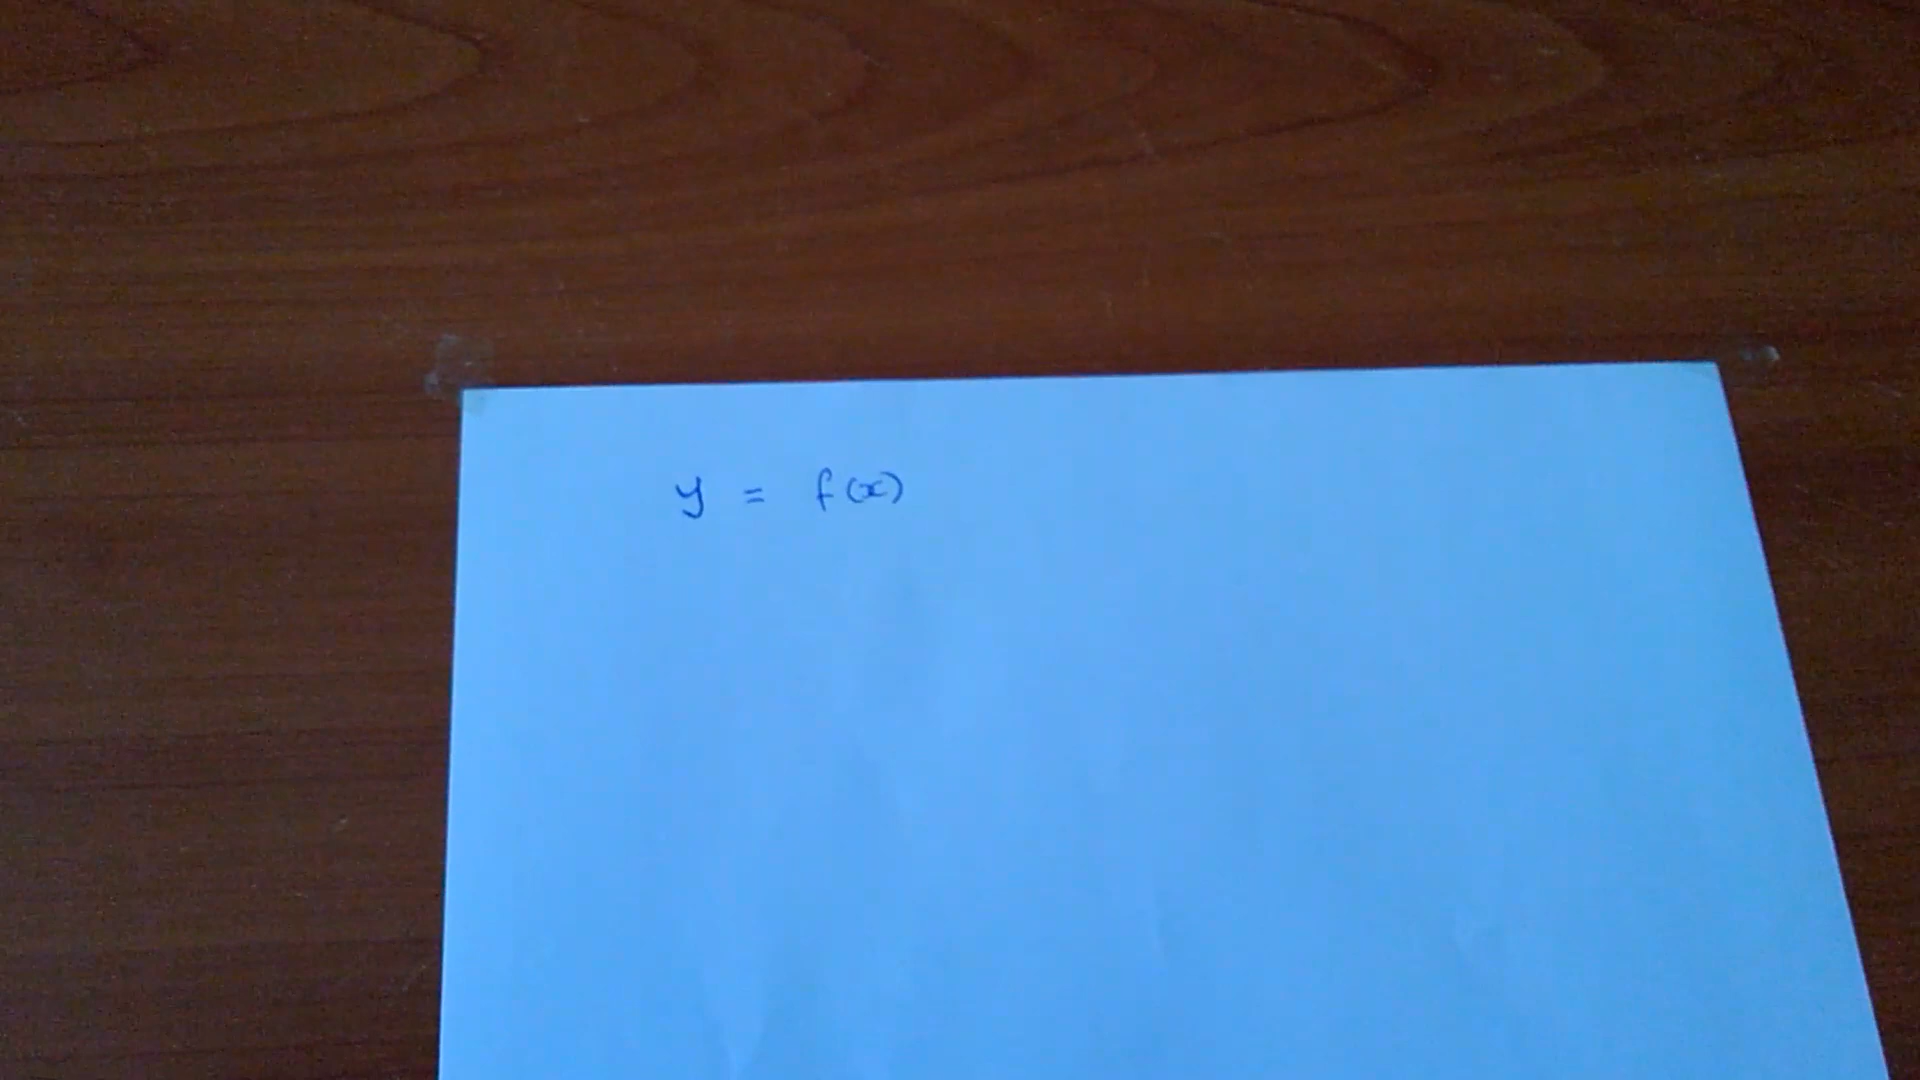 y = f(x)